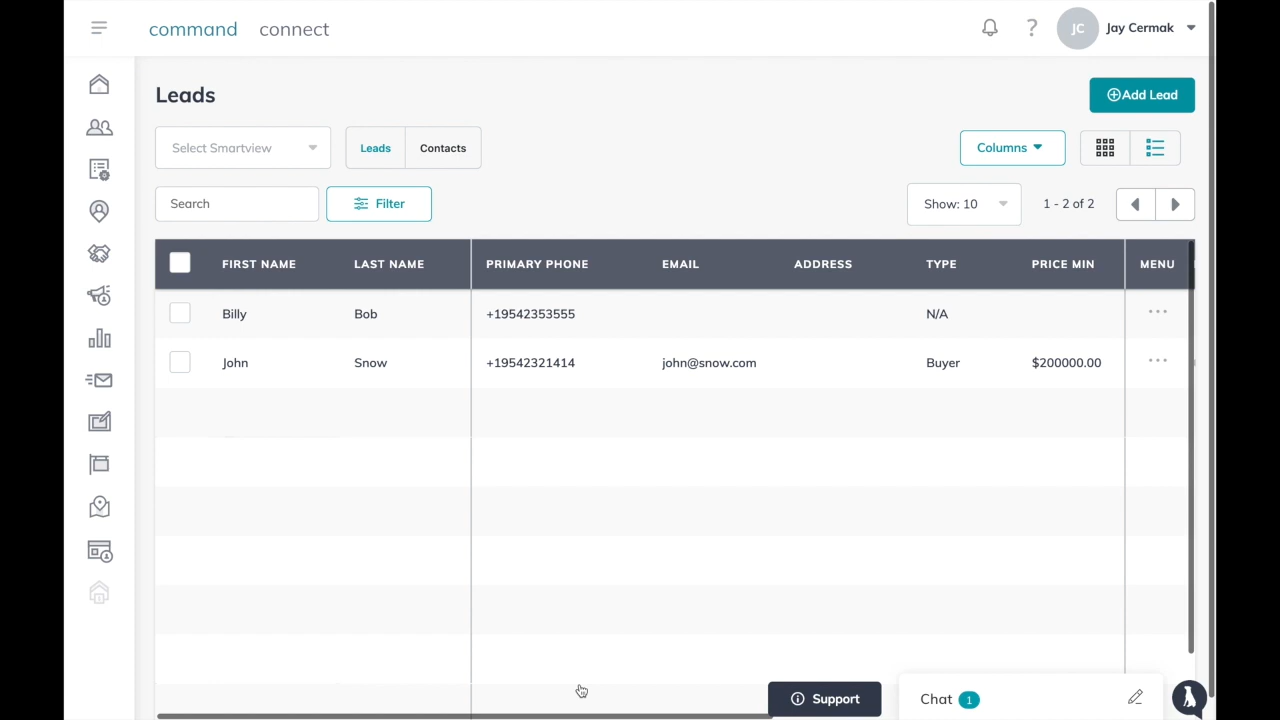 command connect
? JC Jay Cermak
Leads
Add Lead
Select Smartview Leads Contacts Columns
Search Filter Show: 10 1 - 2 of 2
FIRST NAME LAST NAME PRIMARY PHONE EMAIL ADDRESS TYPE PRICE MIN MENU
Billy Bob +19542353555 N/A ...
John Snow +19542321414 john@snow.com Buyer $200000.00 ...
Support Chat 1